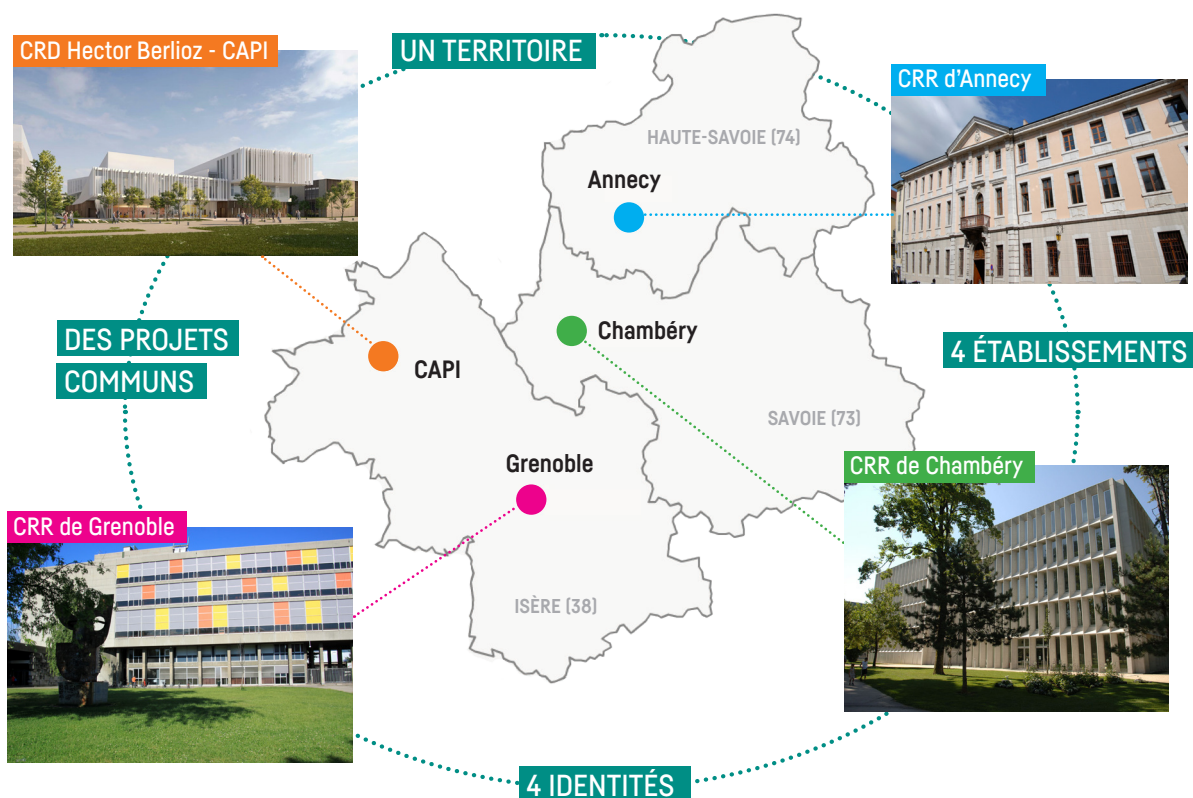 CRD Hector Berlioz - CAPI
UN TERRITOIRE
CRR d'Annecy
HAUTE-SAVOIE (74)
Annecy
DES PROJETS
COMMUNS
Chambéry
4 ÉTABLISSEMENTS
CAPI
SAVOIE (73)
Grenoble
CRR de Chambéry
CRR de Grenoble
ISÈRE (38)
4 IDENTITÉS